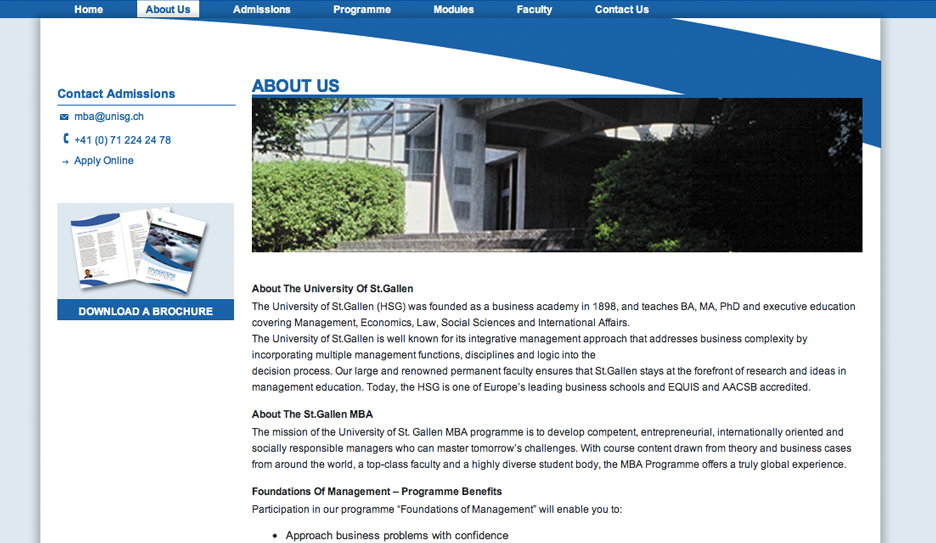 Home About Us Admissions Programme Modules Faculty Contact Us
Contact Admissions
mba@unisg.ch
+41 (0) 71 224 24 78
Apply Online
DOWNLOAD A BROCHURE
ABOUT US
About The University Of St.Gallen
The University of St.Gallen (HSG) was founded as a business academy in 1898, and teaches BA, MA, PhD and executive education
covering Management, Economics, Law, Social Sciences and International Affairs.
The University of St.Gallen is well known for its integrative management approach that addresses business complexity by
incorporating multiple management functions, disciplines and logic into the
decision process. Our large and renowned permanent faculty ensures that St.Gallen stays at the forefront of research and ideas in
management education. Today, the HSG is one of Europe's leading business schools and EQUIS and AACSB accredited.
About The St.Gallen MBA
The mission of the University of St. Gallen MBA programme is to develop competent, entrepreneurial, internationally oriented and
socially responsible managers who can master tomorrow's challenges. With course content drawn from theory and business cases
from around the world, a top-class faculty and a highly diverse student body, the MBA Programme offers a truly global experience.
Foundations Of Management – Programme Benefits
Participation in our programme "Foundations of Management" will enable you to:
• Approach business problems with confidence